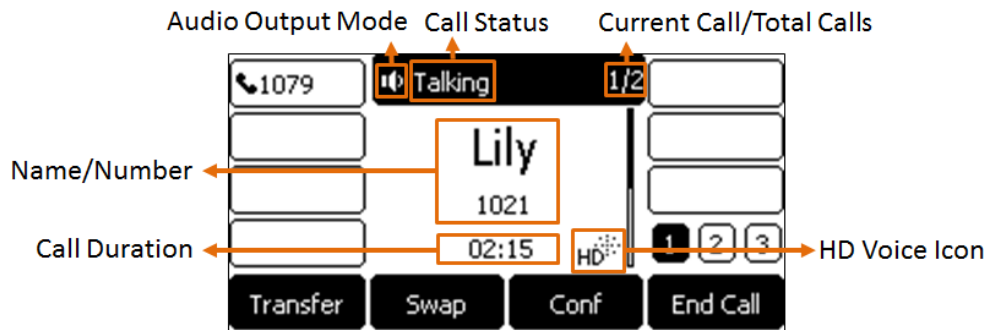 Audio Output Mode Call Status Current Call/Total Calls
1079 Talking 1/2
Lily
Name/Number
1021
Call Duration 02:15 HD 1 2 3 HD Voice Icon
Transfer Swap Conf End Call